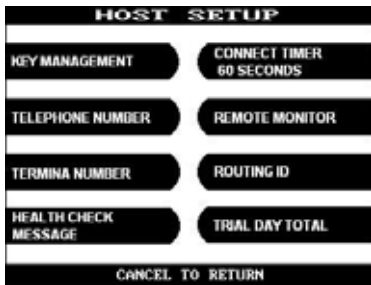 HOST SETUP
KEY MANAGEMENT
CONNECT TIMER
60 SECONDS
TELEPHONE NUMBER
REMOTE MONITOR
TERMINA NUMBER
ROUTING ID
HEALTH CHECK
MESSAGE
TRIAL DAY TOTAL
CANCEL TO RETURN